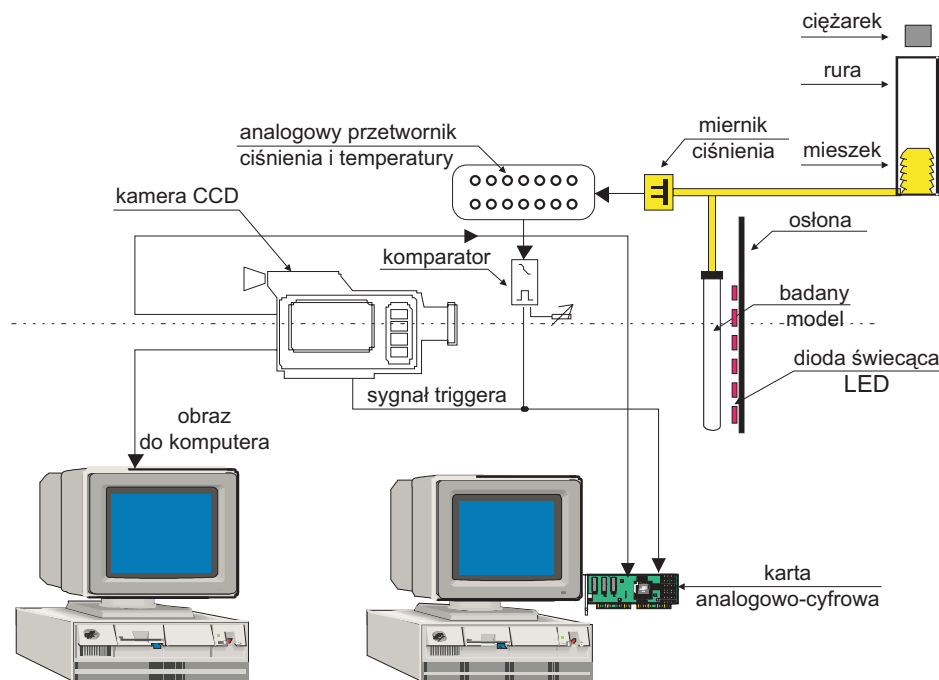 ciężarek
rura
analogowy przetwornik
ciśnienia i temperatury
miernik
ciśnienia
mieszek
kamera CCD
osłona
komparator
badany
model
dioda świecąca
LED
sygnał triggera
obraz
do komputera
karta
analogowo-cyfrowa